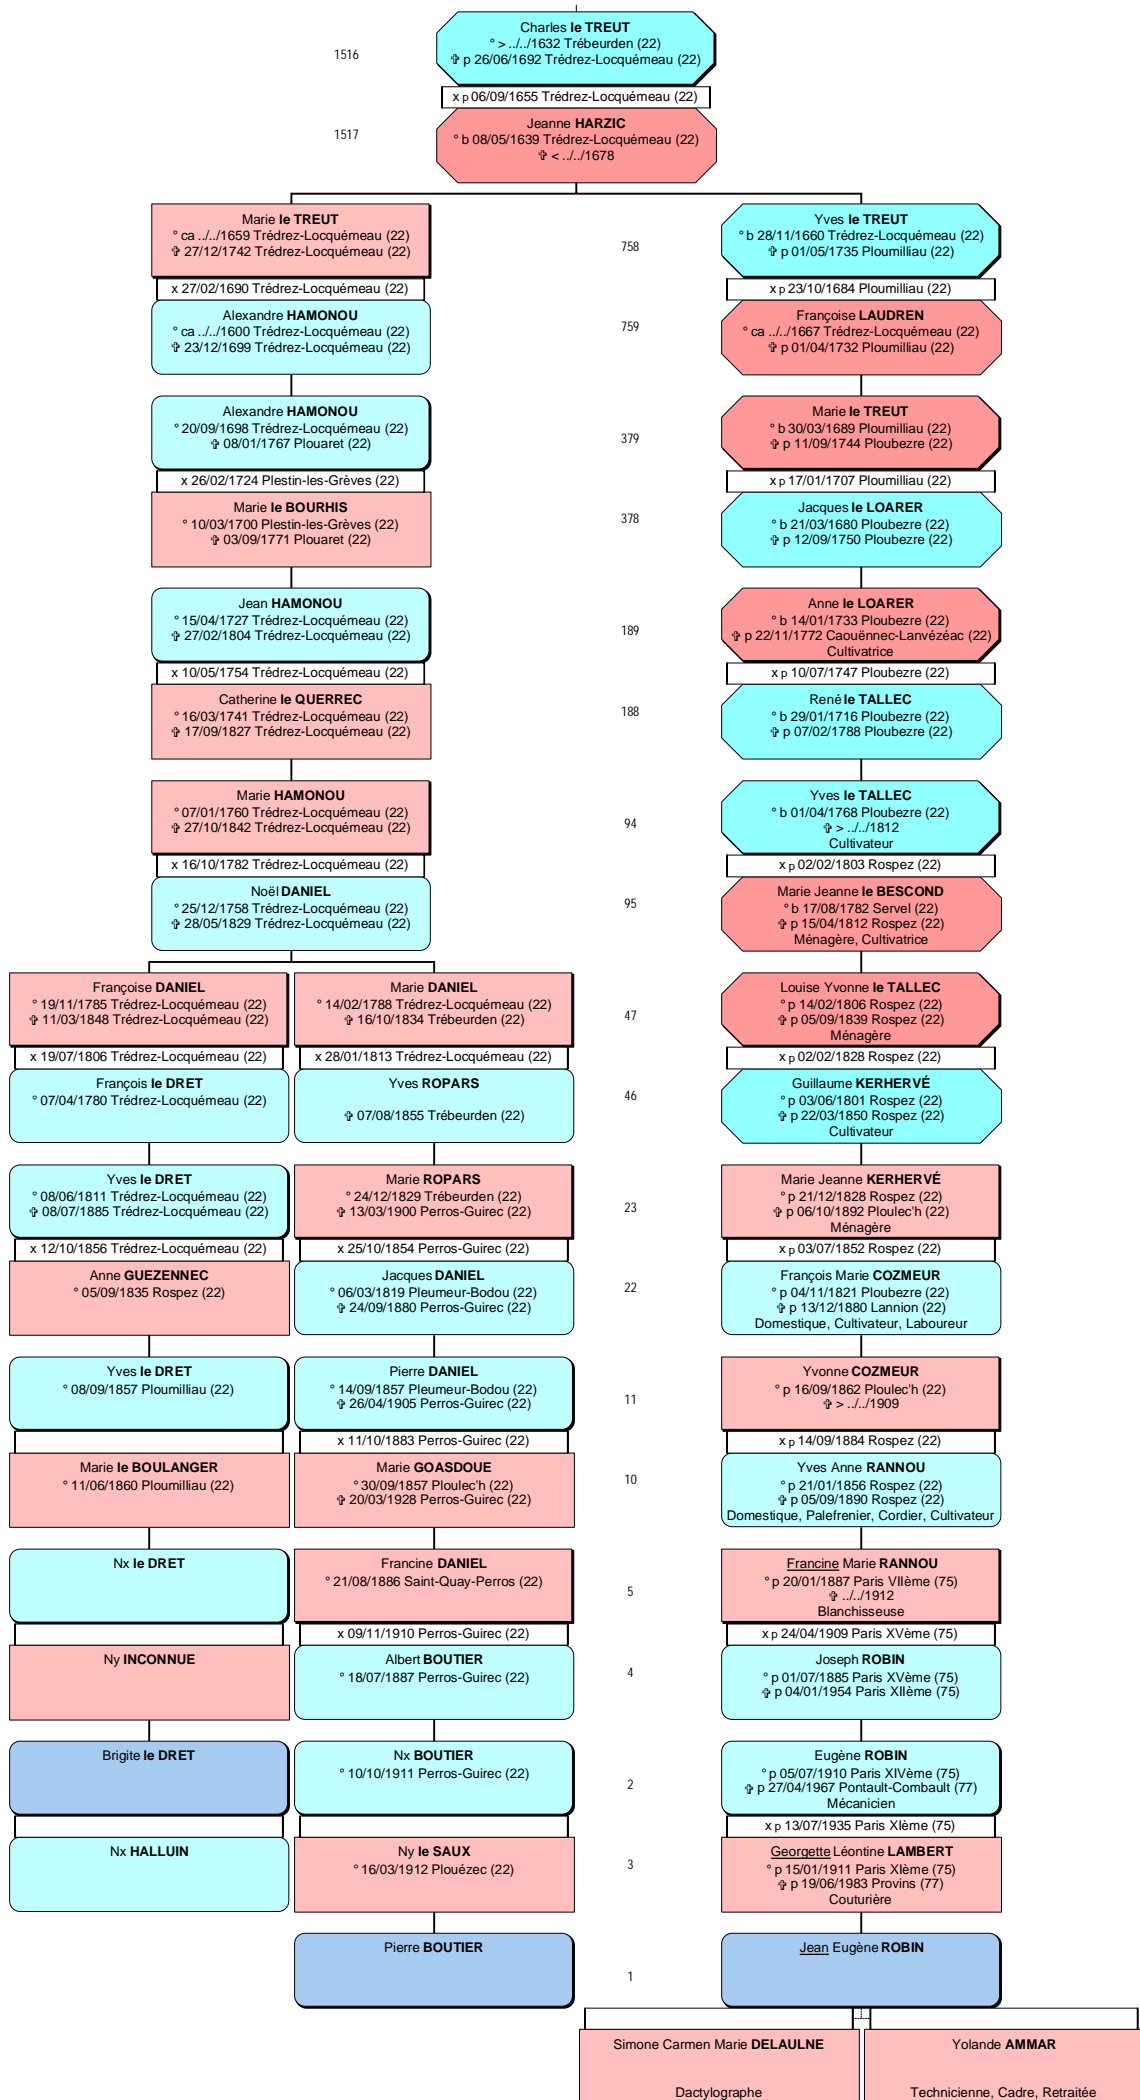 Charles le TREUT
° > ../../1632 Trébeurden (22)
✞ p 26/06/1692 Trédrez-Locquémeau (22)
1516
x p 06/09/1655 Trédrez-Locquémeau (22)
Jeanne HARZIC
° b 08/05/1639 Trédrez-Locquémeau (22)
✞ < ../../1678
1517
Marie le TREUT
° ca ../../1659 Trédrez-Locquémeau (22)
✞ 27/12/1742 Trédrez-Locquémeau (22)
758
Yves le TREUT
° b 28/11/1660 Trédrez-Locquémeau (22)
✞ p 01/05/1735 Ploumilliau (22)
x 27/02/1690 Trédrez-Locquémeau (22)
x p 23/10/1684 Ploumilliau (22)
Alexandre HAMONOU
° ca ../../1600 Trédrez-Locquémeau (22)
✞ 23/12/1699 Trédrez-Locquémeau (22)
759
Françoise LAUDREN
° ca ../../1667 Trédrez-Locquémeau (22)
✞ p 01/04/1732 Ploumilliau (22)
Alexandre HAMONOU
° 20/09/1698 Trédrez-Locquémeau (22)
✞ 08/01/1767 Plouaret (22)
379
Marie le TREUT
° b 30/03/1689 Ploumilliau (22)
✞ p 11/09/1744 Ploubezre (22)
x 26/02/1724 Plestin-les-Grèves (22)
x p 17/01/1707 Ploumilliau (22)
Marie le BOURHIS
° 10/03/1700 Plestin-les-Grèves (22)
✞ 03/09/1771 Plouaret (22)
378
Jacques le LOARER
° b 21/03/1680 Ploubezre (22)
✞ p 12/09/1750 Ploubezre (22)
Jean HAMONOU
° 15/04/1727 Trédrez-Locquémeau (22)
✞ 27/02/1804 Trédrez-Locquémeau (22)
189
Anne le LOARER
° b 14/01/1733 Ploubezre (22)
✞ p 22/11/1772 Caouënnec-Lanvézéac (22)
Cultivatrice
x 10/05/1754 Trédrez-Locquémeau (22)
x p 10/07/1747 Ploubezre (22)
Catherine le QUERREC
° 16/03/1741 Trédrez-Locquémeau (22)
✞ 17/09/1827 Trédrez-Locquémeau (22)
188
René le TALLEC
° b 29/01/1716 Ploubezre (22)
✞ p 07/02/1788 Ploubezre (22)
Marie HAMONOU
° 07/01/1760 Trédrez-Locquémeau (22)
✞ 27/10/1842 Trédrez-Locquémeau (22)
94
Yves le TALLEC
° b 01/04/1768 Ploubezre (22)
✞ > ../../1812
Cultivateur
x 16/10/1782 Trédrez-Locquémeau (22)
x p 02/02/1803 Rospez (22)
Noël DANIEL
° 25/12/1758 Trédrez-Locquémeau (22)
✞ 28/05/1829 Trédrez-Locquémeau (22)
95
Marie Jeanne le BESCOND
° b 17/08/1782 Servel (22)
✞ p 15/04/1812 Rospez (22)
Ménagère, Cultivatrice
Françoise DANIEL
° 19/11/1785 Trédrez-Locquémeau (22)
✞ 11/03/1848 Trédrez-Locquémeau (22)
Marie DANIEL
° 14/02/1788 Trédrez-Locquémeau (22)
✞ 16/10/1834 Trébeurden (22)
47
Louise Yvonne le TALLEC
° p 14/02/1806 Rospez (22)
✞ p 05/09/1839 Rospez (22)
Ménagère
x 19/07/1806 Trédrez-Locquémeau (22)
x 28/01/1813 Trédrez-Locquémeau (22)
x p 02/02/1828 Rospez (22)
François le DRET
° 07/04/1780 Trédrez-Locquémeau (22)
Yves ROPARS
✞ 07/08/1855 Trébeurden (22)
46
Guillaume KERHERVÉ
° p 03/06/1801 Rospez (22)
✞ p 22/03/1850 Rospez (22)
Cultivateur
Yves le DRET
° 08/06/1811 Trédrez-Locquémeau (22)
✞ 08/07/1885 Trédrez-Locquémeau (22)
Marie ROPARS
° 24/12/1829 Trébeurden (22)
✞ 13/03/1900 Perros-Guirec (22)
23
Marie Jeanne KERHERVÉ
° p 21/12/1828 Rospez (22)
✞ p 06/10/1892 Ploulec'h (22)
Ménagère
x 12/10/1856 Trédrez-Locquémeau (22)
x 25/10/1854 Perros-Guirec (22)
x p 03/07/1852 Rospez (22)
Anne GUEZENNEC
° 05/09/1835 Rospez (22)
Jacques DANIEL
° 06/03/1819 Pleumeur-Bodou (22)
✞ 24/09/1880 Perros-Guirec (22)
22
François Marie COZMEUR
° p 04/11/1821 Ploubezre (22)
✞ p 13/12/1880 Lannion (22)
Domestique, Cultivateur, Laboureur
Yves le DRET
° 08/09/1857 Ploumilliau (22)
Pierre DANIEL
° 14/09/1857 Pleumeur-Bodou (22)
✞ 26/04/1905 Perros-Guirec (22)
11
Yvonne COZMEUR
° p 16/09/1862 Ploulec'h (22)
✞ > ../../1909
x 11/10/1883 Perros-Guirec (22)
x p 14/09/1884 Rospez (22)
Marie le BOULANGER
° 11/06/1860 Ploumilliau (22)
Marie GOASDOUE
° 30/09/1857 Ploulec'h (22)
✞ 20/03/1928 Perros-Guirec (22)
10
Yves Anne RANNOU
° p 21/01/1856 Rospez (22)
✞ p 05/09/1890 Rospez (22)
Domestique, Palefrenier, Cordier, Cultivateur
Nx le DRET
Francine DANIEL
° 21/08/1886 Saint-Quay-Perros (22)
5
Francine Marie RANNOU
° p 20/01/1887 Paris VIIème (75)
✞ ../../1912
Blanchisseuse
x 09/11/1910 Perros-Guirec (22)
x p 24/04/1909 Paris XVème (75)
Ny INCONNUE
Albert BOUTIER
° 18/07/1887 Perros-Guirec (22)
4
Joseph ROBIN
° p 01/07/1885 Paris XVème (75)
✞ p 04/01/1954 Paris XIIème (75)
Brigite le DRET
Nx BOUTIER
° 10/10/1911 Perros-Guirec (22)
2
Eugène ROBIN
° p 05/07/1910 Paris XIVème (75)
✞ p 27/04/1967 Pontault-Combault (77)
Mécanicien
x p 13/07/1935 Paris XIème (75)
Nx HALLUIN
Ny le SAUX
° 16/03/1912 Plouézec (22)
3
Georgette Léontine LAMBERT
° p 15/01/1911 Paris XIème (75)
✞ p 19/06/1983 Provins (77)
Couturière
Pierre BOUTIER
1
Jean Eugène ROBIN
Simone Carmen Marie DELAULNE
Dactylographe
Yolande AMMAR
Technicienne, Cadre, Retraitée